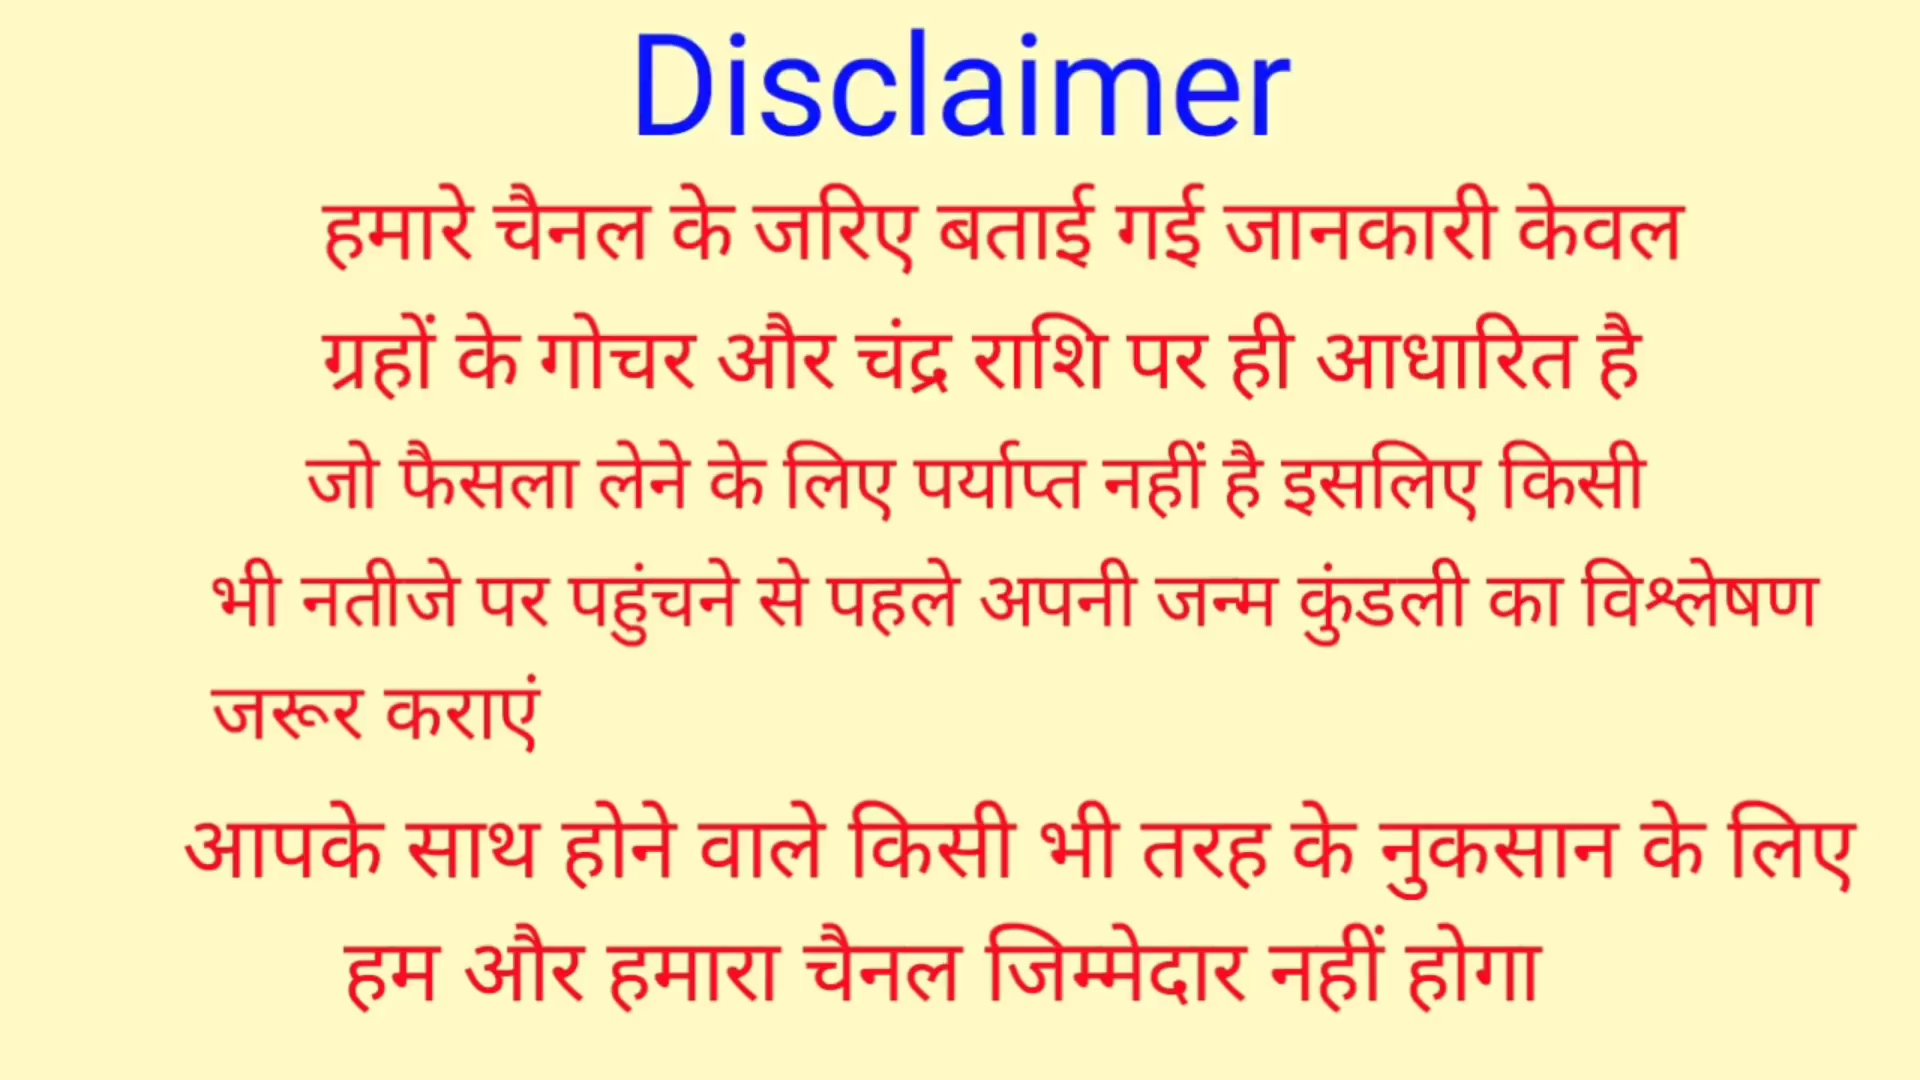 Disclaimer
हमारे चैनल के जरिए बताई गई जानकारी केवल
ग्रहों के गोचर और चंद्र राशि पर ही आधारित है
जो फैसला लेने के लिए पर्याप्त नहीं है इसलिए किसी
भी नतीजे पर पहुंचने से पहले अपनी जन्म कुंडली का विश्लेषण
जरूर कराएं
आपके साथ होने वाले किसी भी तरह के नुकसान के लिए
हम और हमारा चैनल जिम्मेदार नहीं होगा